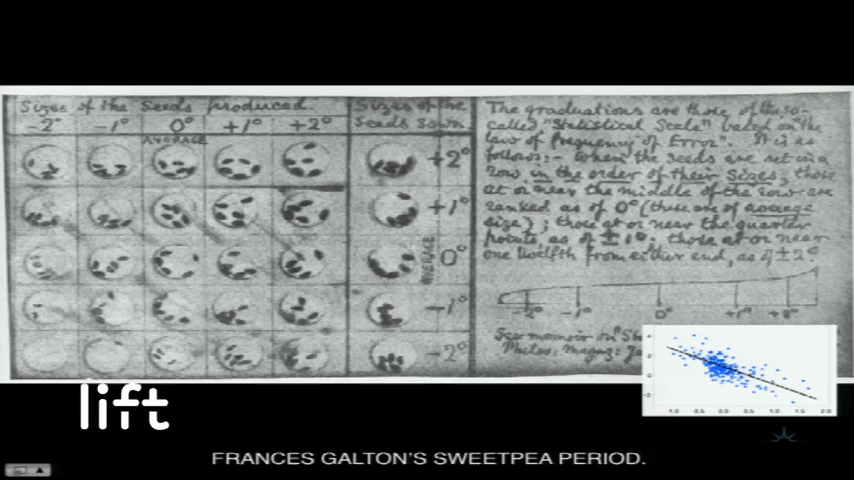 Sizes of the Seeds produced.
-2° -1° 0° +1° +2°
AVERAGE
Sizes of the
Seeds Sown
+2°
+1°
AVERAGE 0°
-1°
-2°
The graduations are those of the so-
called "Statistical Scale" based on the
law of frequency of Error". It is as
follows:- When the seeds are set in a
row in the order of their sizes, those
at or near the middle of the row are
ranked as of 0° (these are of average
size); those at or near the quarter
points, as of ±1°. those at or near
one twelfth from either end, as of ±2°
-2° -1° 0° +1° +2°
See memoir on
Philos: Magaz:
lift
FRANCES GALTON'S SWEETPEA PERIOD.